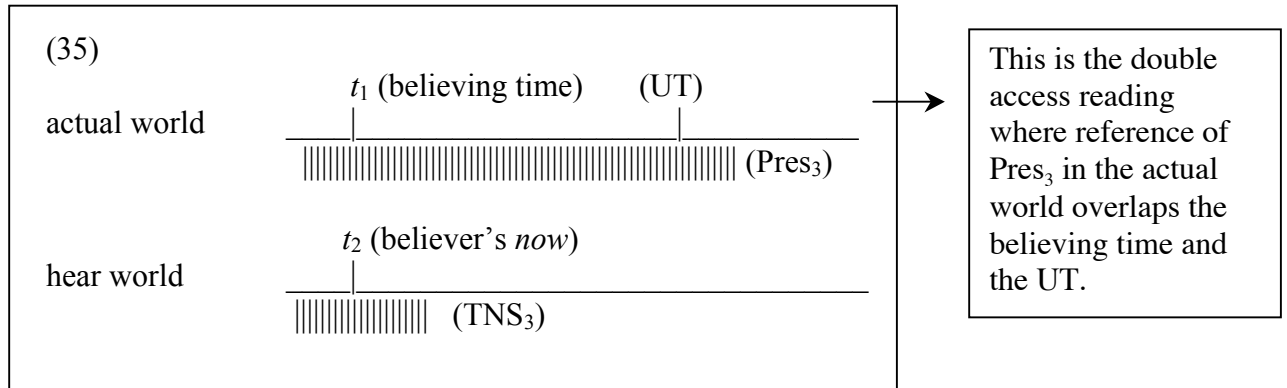 (35)
t₁ (believing time) (UT)
actual world
(Pres₃)
t₂ (believer's now)
hear world
(TNS₃)
This is the double
access reading
where reference of
Pres₃ in the actual
world overlaps the
believing time and
the UT.